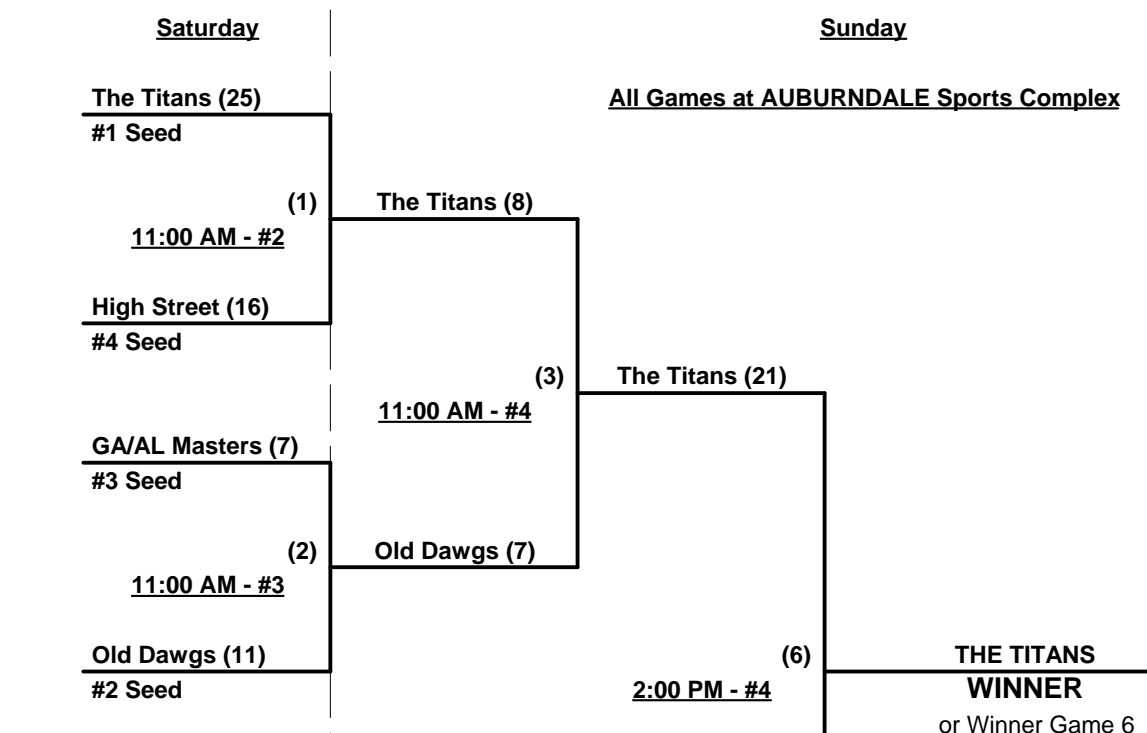 Saturday
Sunday
The Titans (25)
All Games at AUBURNDALE Sports Complex
#1 Seed
(1)
The Titans (8)
11:00 AM - #2
High Street (16)
#4 Seed
(3)
The Titans (21)
11:00 AM - #4
GA/AL Masters (7)
#3 Seed
(2)
Old Dawgs (7)
11:00 AM - #3
Old Dawgs (11)
(6)
THE TITANS
#2 Seed
2:00 PM - #4
WINNER
or Winner Game 6